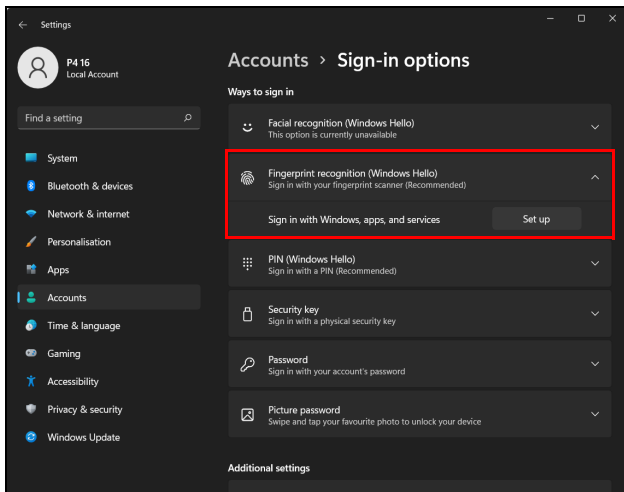 Settings
P4 16
Local Account
Find a setting
System
Bluetooth & devices
Network & internet
Personalisation
Apps
Accounts
Time & language
Gaming
Accessibility
Privacy & security
Windows Update
Accounts > Sign-in options
Ways to sign in
Facial recognition (Windows Hello)
This option is currently unavailable
Fingerprint recognition (Windows Hello)
Sign in with your fingerprint scanner (Recommended)
Sign in with Windows, apps, and services
Set up
PIN (Windows Hello)
Sign in with a PIN (Recommended)
Security key
Sign in with a physical security key
Password
Sign in with your account's password
Picture password
Swipe and tap your favourite photo to unlock your device
Additional settings